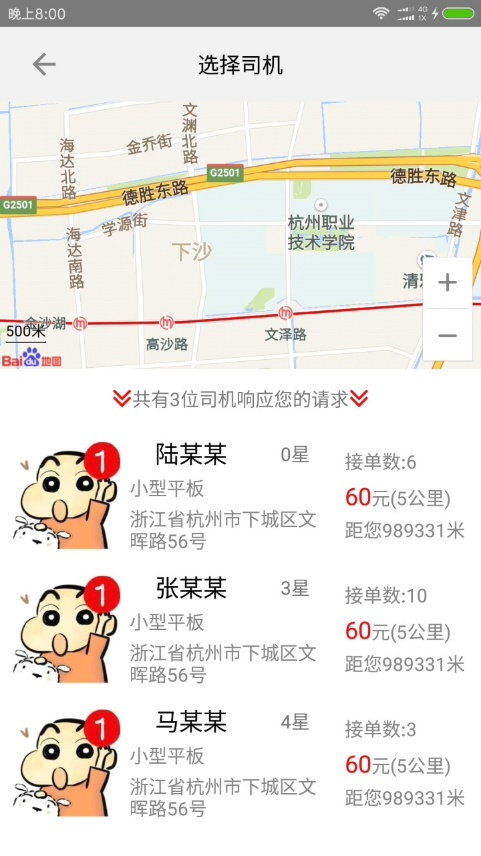 晚上8:00
4G
1X
选择司机
文渊北路
金乔街
海达北路
G2501
G2501
德胜东路
德胜东路
文津路
学源街
杭州职业
技术学院
下沙
海达南路
清
金沙湖
500米
高沙路
文泽路
Bai地图
共有3位司机响应您的请求
1
陆某某
0星
接单数:6
小型平板
60元(5公里)
浙江省杭州市下城区文
晖路56号
距您989331米
1
张某某
3星
接单数:10
小型平板
60元(5公里)
浙江省杭州市下城区文
晖路56号
距您989331米
1
马某某
4星
接单数:3
小型平板
60元(5公里)
浙江省杭州市下城区文
晖路56号
距您989331米